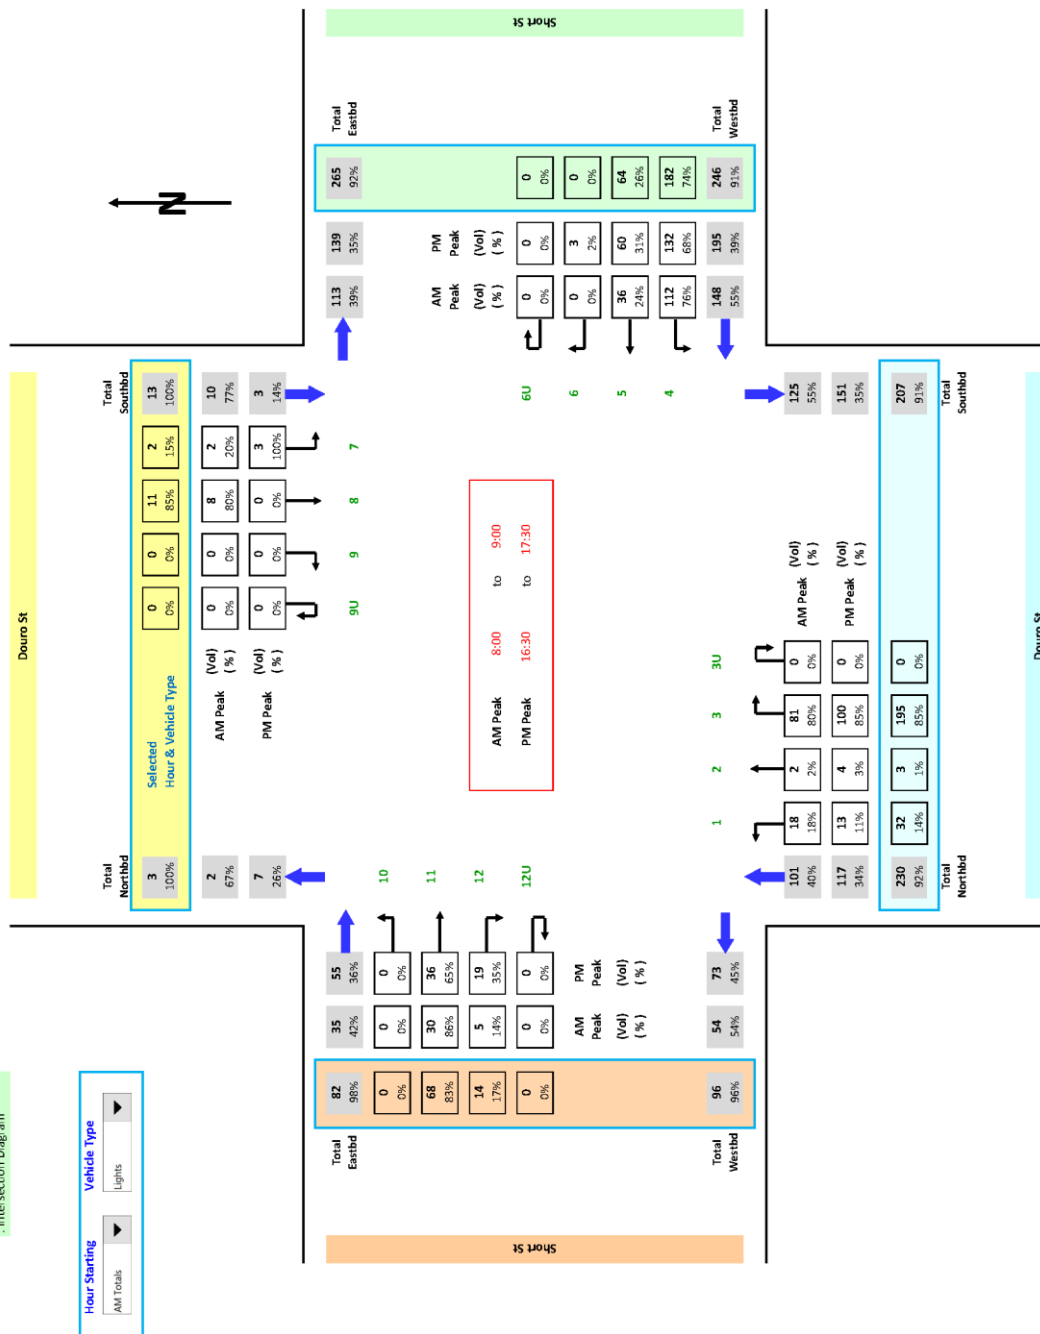 Short St
Total
Eastbd
Total
Westbd
265
92%
0
0%
0
0%
64
26%
182
74%
246
91%
N
139
35%
PM
Peak
(Vol)
( % )
0
0%
3
2%
60
31%
132
68%
195
39%
113
39%
AM
Peak
(Vol)
( % )
0
0%
0
0%
36
24%
112
76%
148
55%
6U
6
5
4
Douro St
Total
Southbd
13
100%
2
15%
11
85%
0
0%
0
0%
Selected
Hour & Vehicle Type
3
100%
Total
Northbd
10
77%
2
20%
8
80%
0
0%
0
0%
(Vol)
( % )
AM Peak
2
67%
3
14%
3
100%
0
0%
0
0%
0
0%
(Vol)
( % )
PM Peak
7
26%
7
8
9
9U
AM Peak 8:00 to 9:00
PM Peak 16:30 to 17:30
125
55%
151
35%
207
91%
Total
Southbd
AM Peak (Vol)
( % )
PM Peak (Vol)
( % )
3U
3
2
1
0
0%
0
0%
0
0%
81
80%
100
85%
195
85%
2
2%
4
3%
3
1%
18
18%
13
11%
32
14%
101
40%
117
34%
230
92%
Total
Northbd
Douro St
10
11
12
12U
55
36%
0
0%
36
65%
19
35%
0
0%
PM
Peak
(Vol)
( % )
73
45%
35
42%
0
0%
30
86%
5
14%
0
0%
AM
Peak
(Vol)
( % )
54
54%
82
98%
0
0%
68
83%
14
17%
0
0%
96
96%
Total
Eastbd
Total
Westbd
Short St
Intersection Diagram
Hour Starting
Vehicle Type
AM Totals
Lights